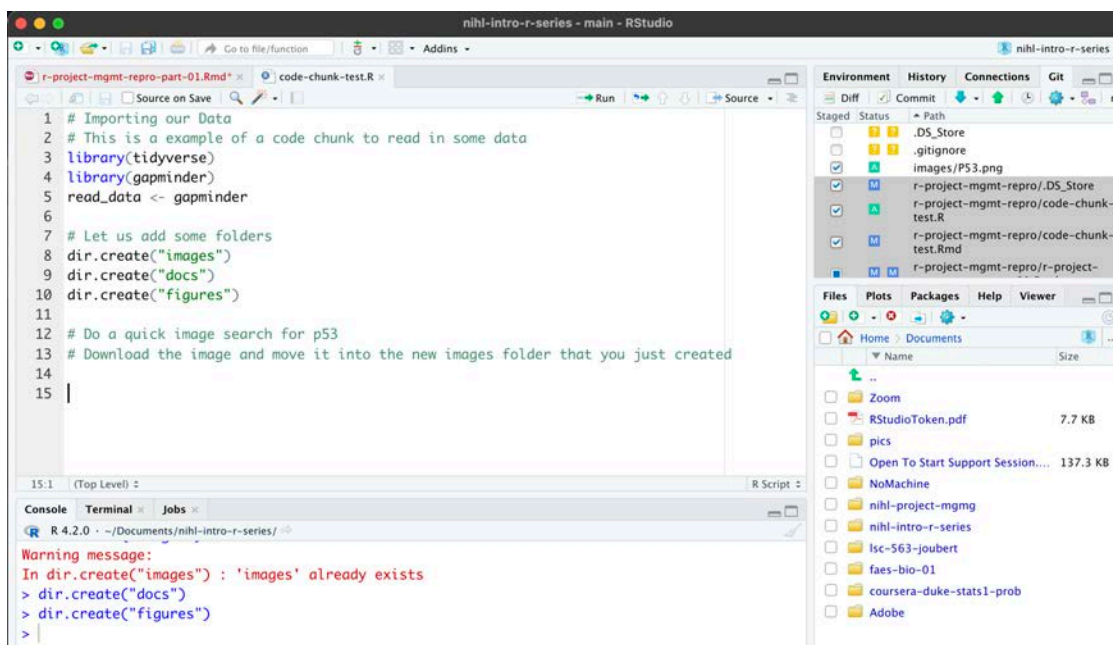 nihl-intro-r-series - main - RStudio
Go to file/function
Addins
nihl-intro-r-series
r-project-mgmt-repro-part-01.Rmd*
code-chunk-test.R
Source on Save
Run
Source
1 # Importing our Data
2 # This is a example of a code chunk to read in some data
3 library(tidyverse)
4 library(gapminder)
5 read_data <- gapminder
6
7 # Let us add some folders
8 dir.create("images")
9 dir.create("docs")
10 dir.create("figures")
11
12 # Do a quick image search for p53
13 # Download the image and move it into the new images folder that you just created
14
15
15:1 (Top Level)
R Script
Console Terminal Jobs
R 4.2.0 · ~/Documents/nihl-intro-r-series/
Warning message:
In dir.create("images") : 'images' already exists
> dir.create("docs")
> dir.create("figures")
>
Environment History Connections Git
Diff Commit
Staged Status Path
? ? .DS_Store
? ? .gitignore
A images/P53.png
M r-project-mgmt-repro/.DS_Store
A r-project-mgmt-repro/code-chunk-
test.R
M r-project-mgmt-repro/code-chunk-
test.Rmd
M M r-project-mgmt-repro/r-project-
Files Plots Packages Help Viewer
Home Documents
Name Size
..
Zoom
RStudioToken.pdf 7.7 KB
pics
Open To Start Support Session.... 137.3 KB
NoMachine
nihl-project-mgmg
nihl-intro-r-series
lsc-563-joubert
faes-bio-01
coursera-duke-stats1-prob
Adobe